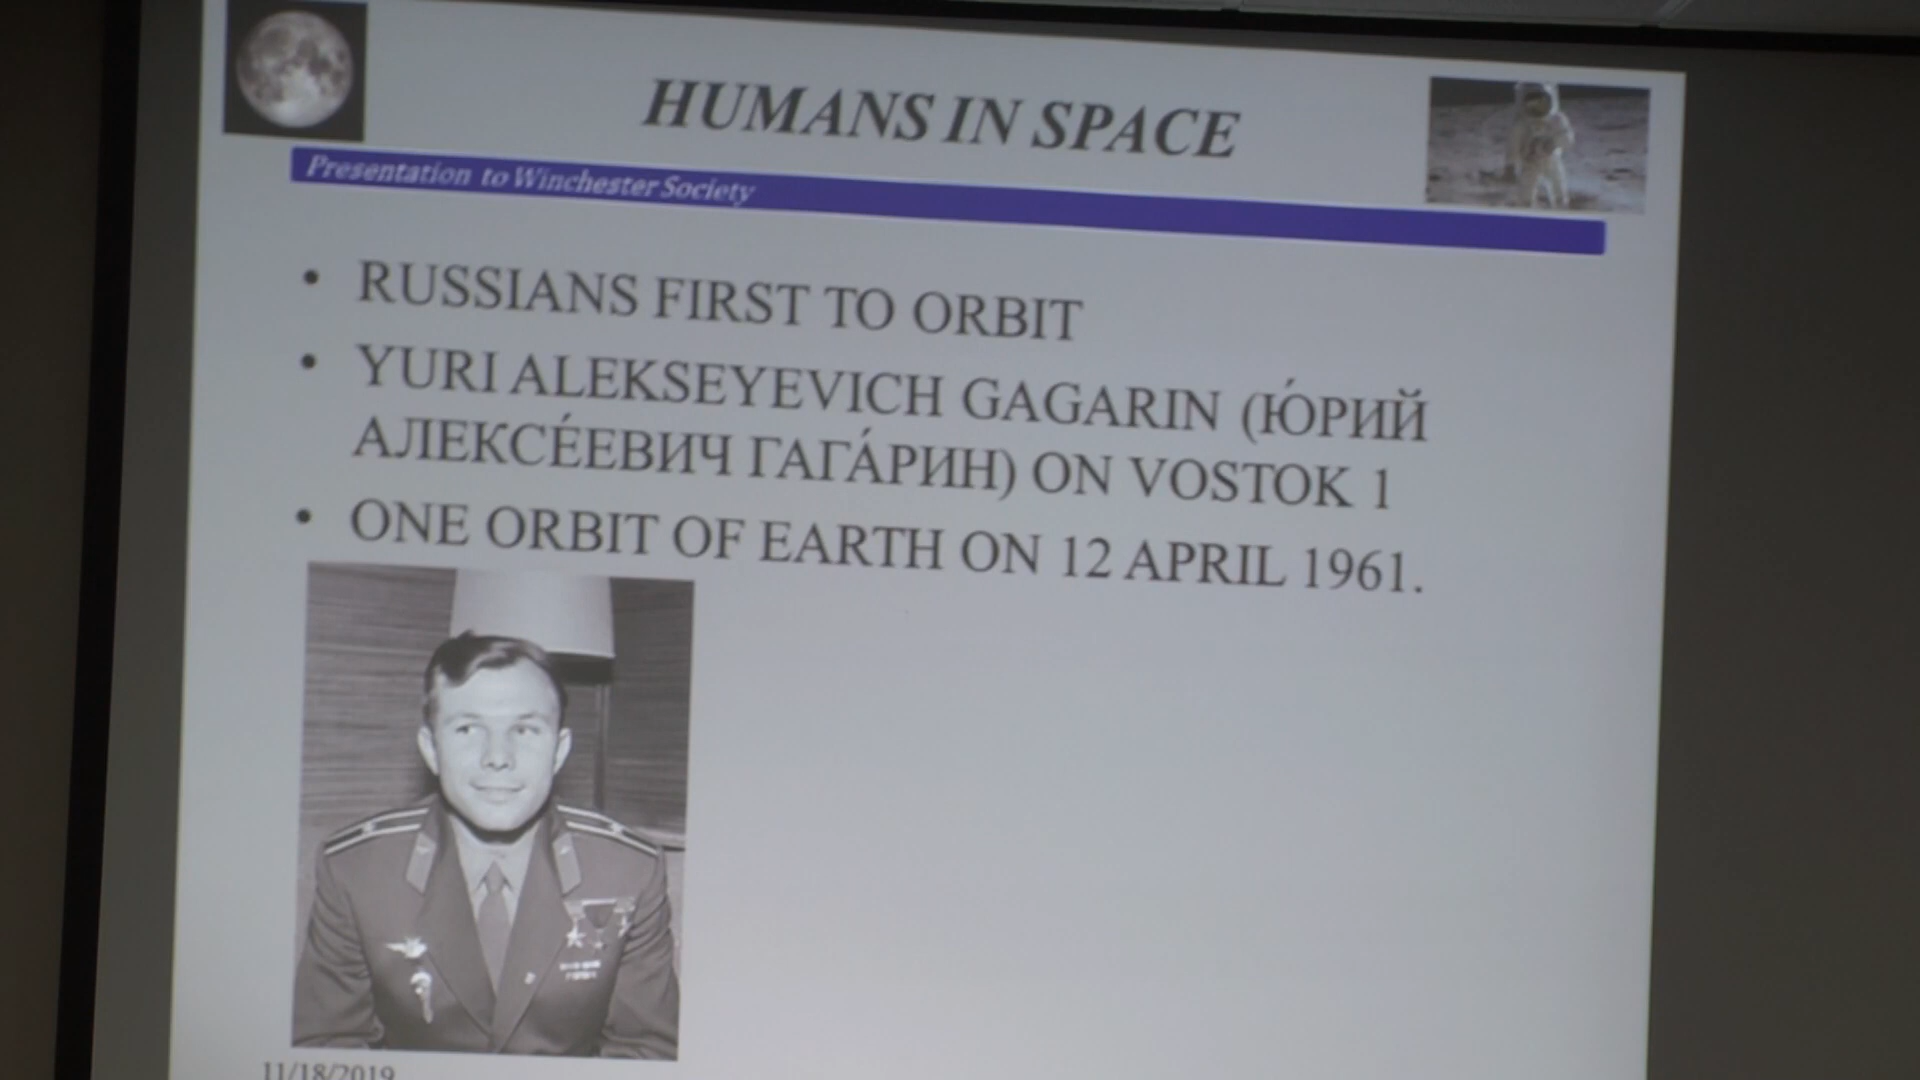 HUMANS IN SPACE
Presentation to Winchester Society
• RUSSIANS FIRST TO ORBIT
• YURI ALEKSEYEVICH GAGARIN (Ю́РИЙ
АЛЕКСЕ́ЕВИЧ ГАГА́РИН) ON VOSTOK 1
• ONE ORBIT OF EARTH ON 12 APRIL 1961.
11/18/2019